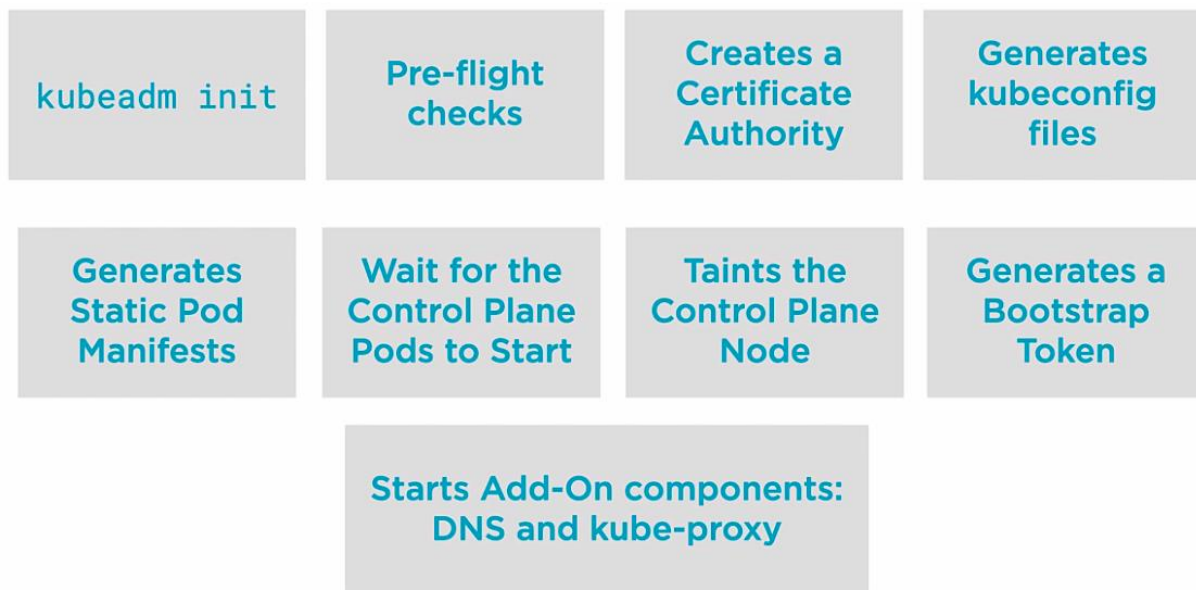 kubeadm init
Pre-flight
checks
Creates a
Certificate
Authority
Generates
kubeconfig
files
Generates
Static Pod
Manifests
Wait for the
Control Plane
Pods to Start
Taints the
Control Plane
Node
Generates a
Bootstrap
Token
Starts Add-On components:
DNS and kube-proxy